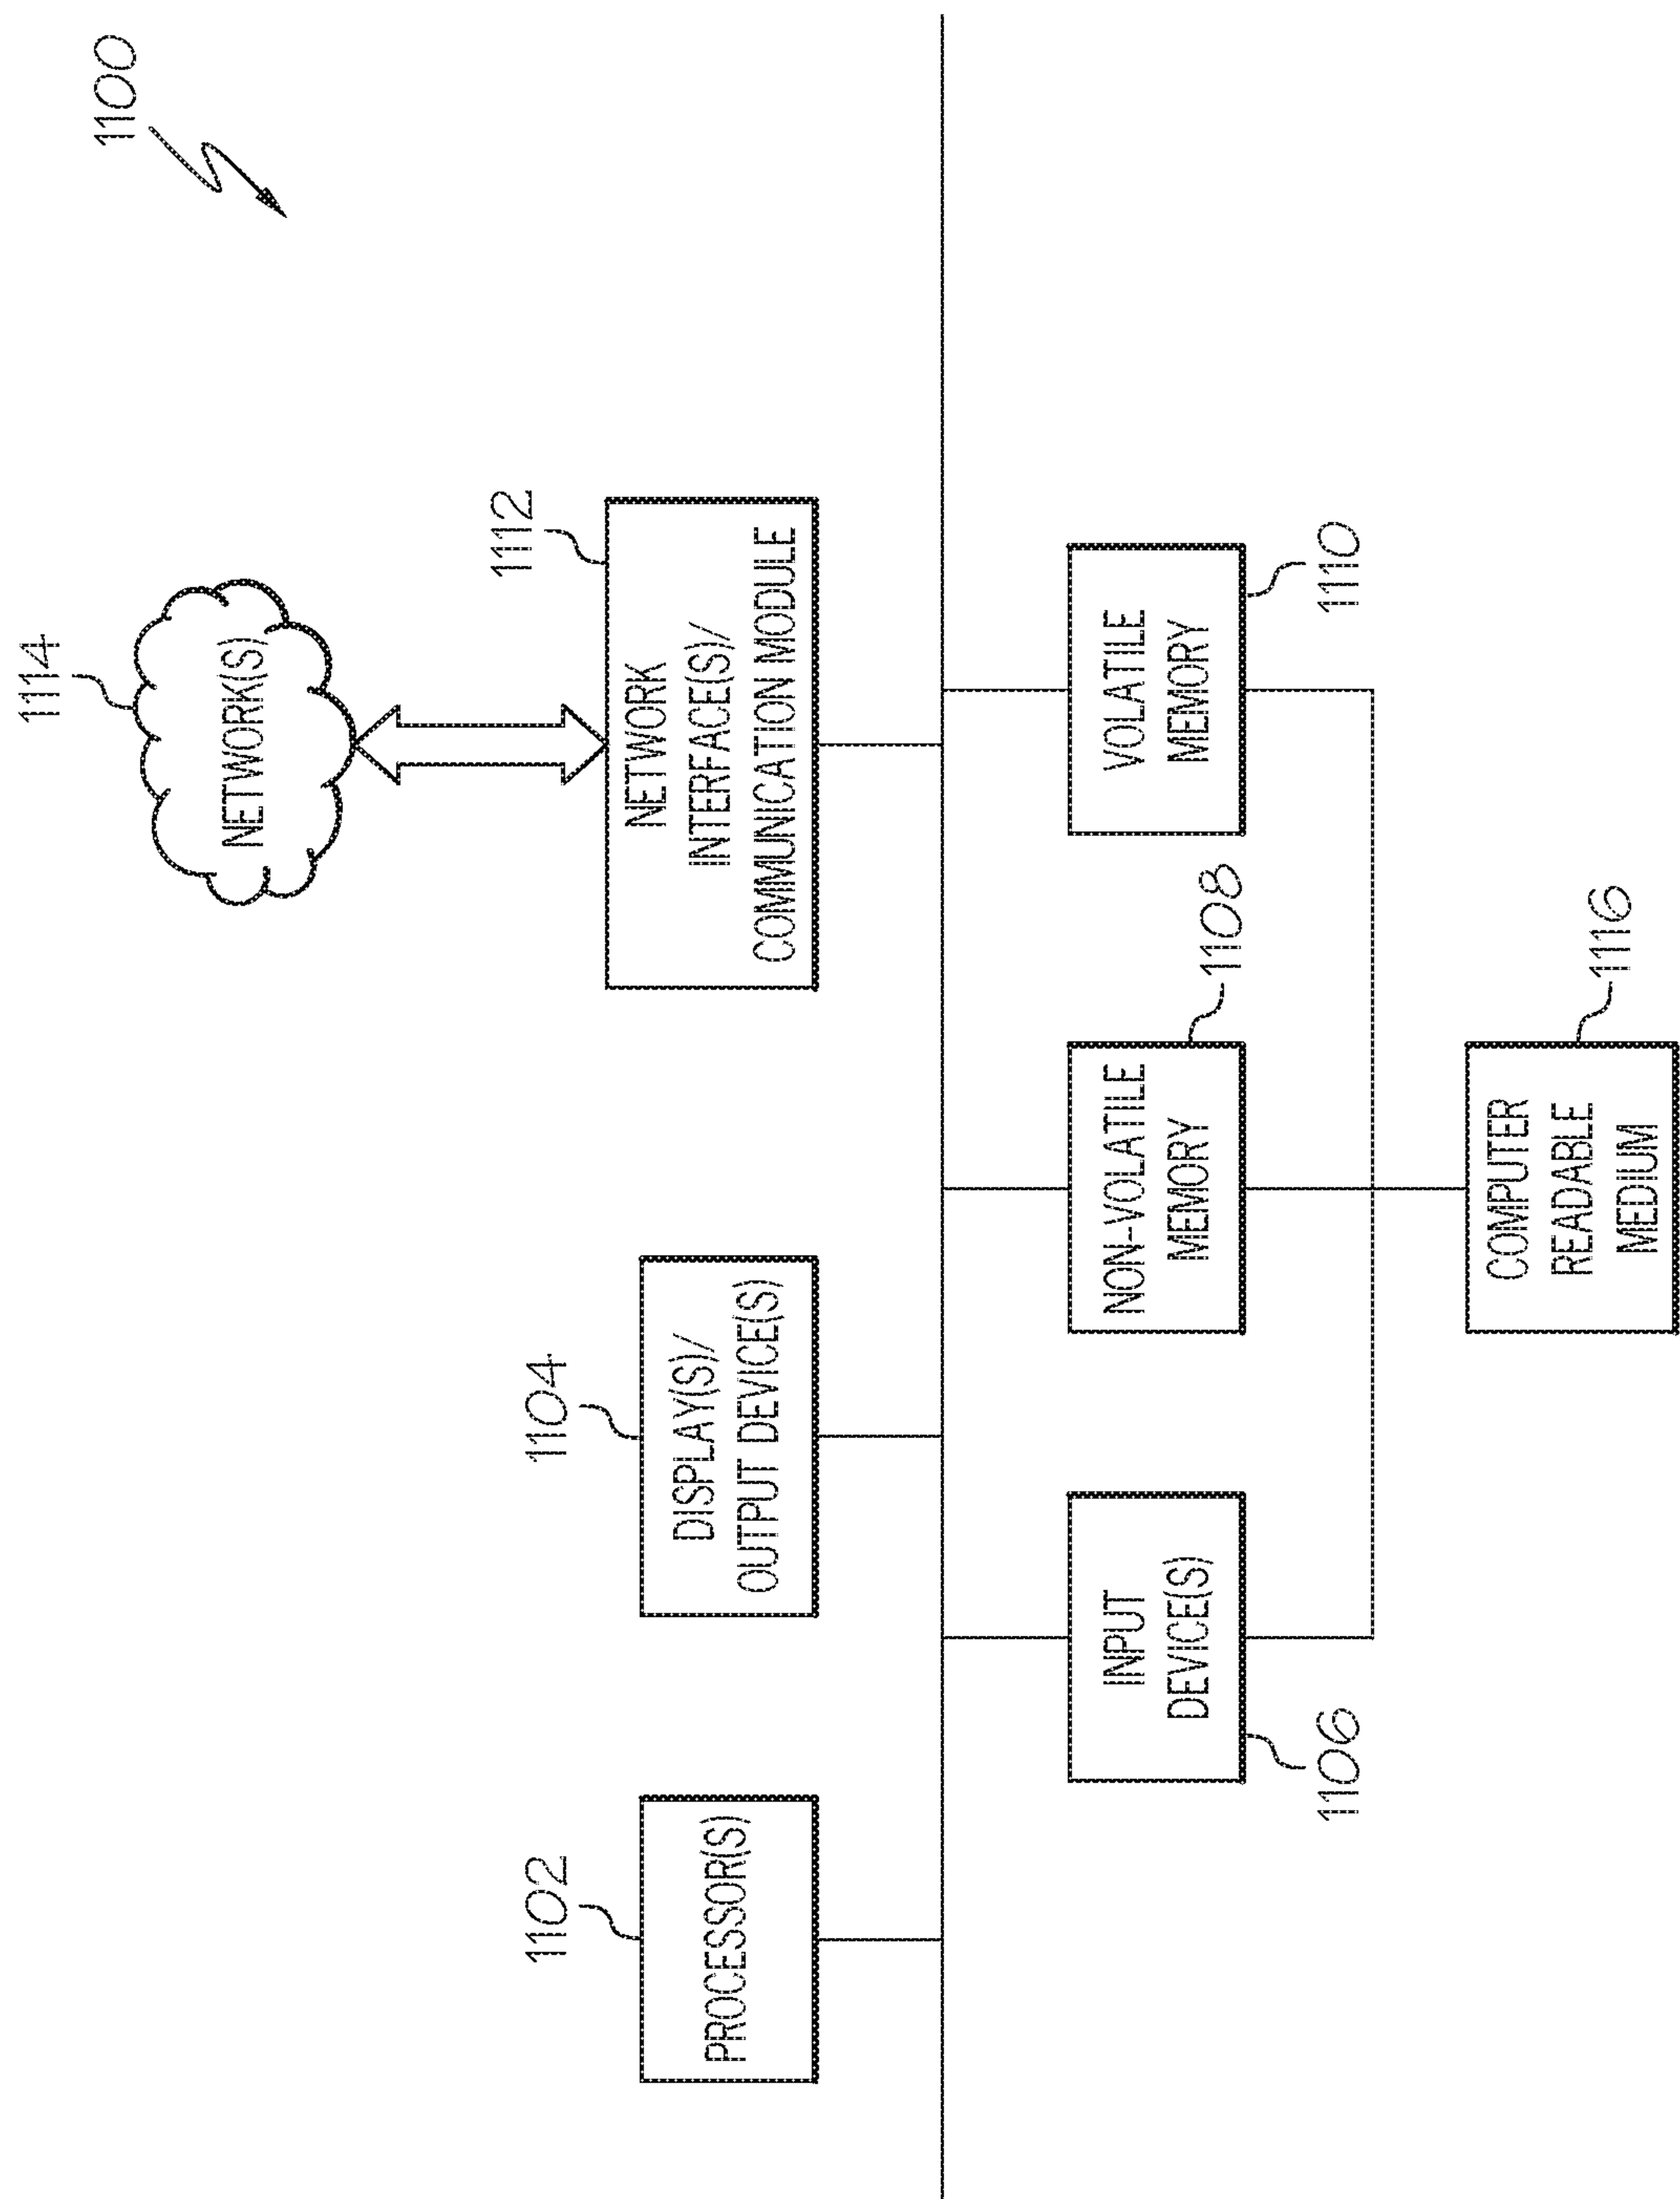 1100
1114
NETWORK(S)
1112
NETWORK
INTERFACE(S)/
COMMUNICATION MODULE
1104
DISPLAY(S)/
OUTPUT DEVICE(S)
1102
PROCESSOR(S)
INPUT
DEVICE(S)
1106
NON-VOLATILE
MEMORY
1108
VOLATILE
MEMORY
1110
COMPUTER
READABLE
MEDIUM
1116